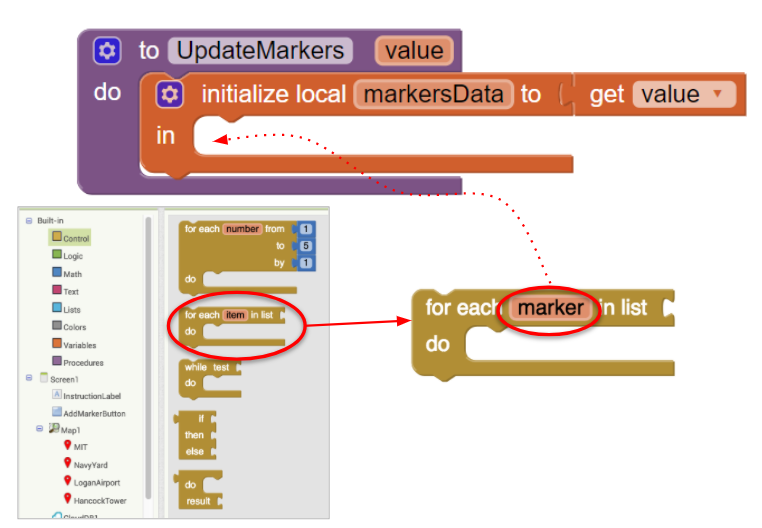 to UpdateMarkers value
do initialize local markersData to get value
in
Built-in
Control
Logic
Math
Text
Lists
Colors
Variables
Procedures
Screen1
InstructionLabel
AddMarkerButton
Map1
MIT
NavyYard
LoganAirport
HancockTower
CloudDB1
for each number from 1
to 5
by 1
do
for each item in list
do
while test
do
if
then
else
do
result
for each marker in list
do